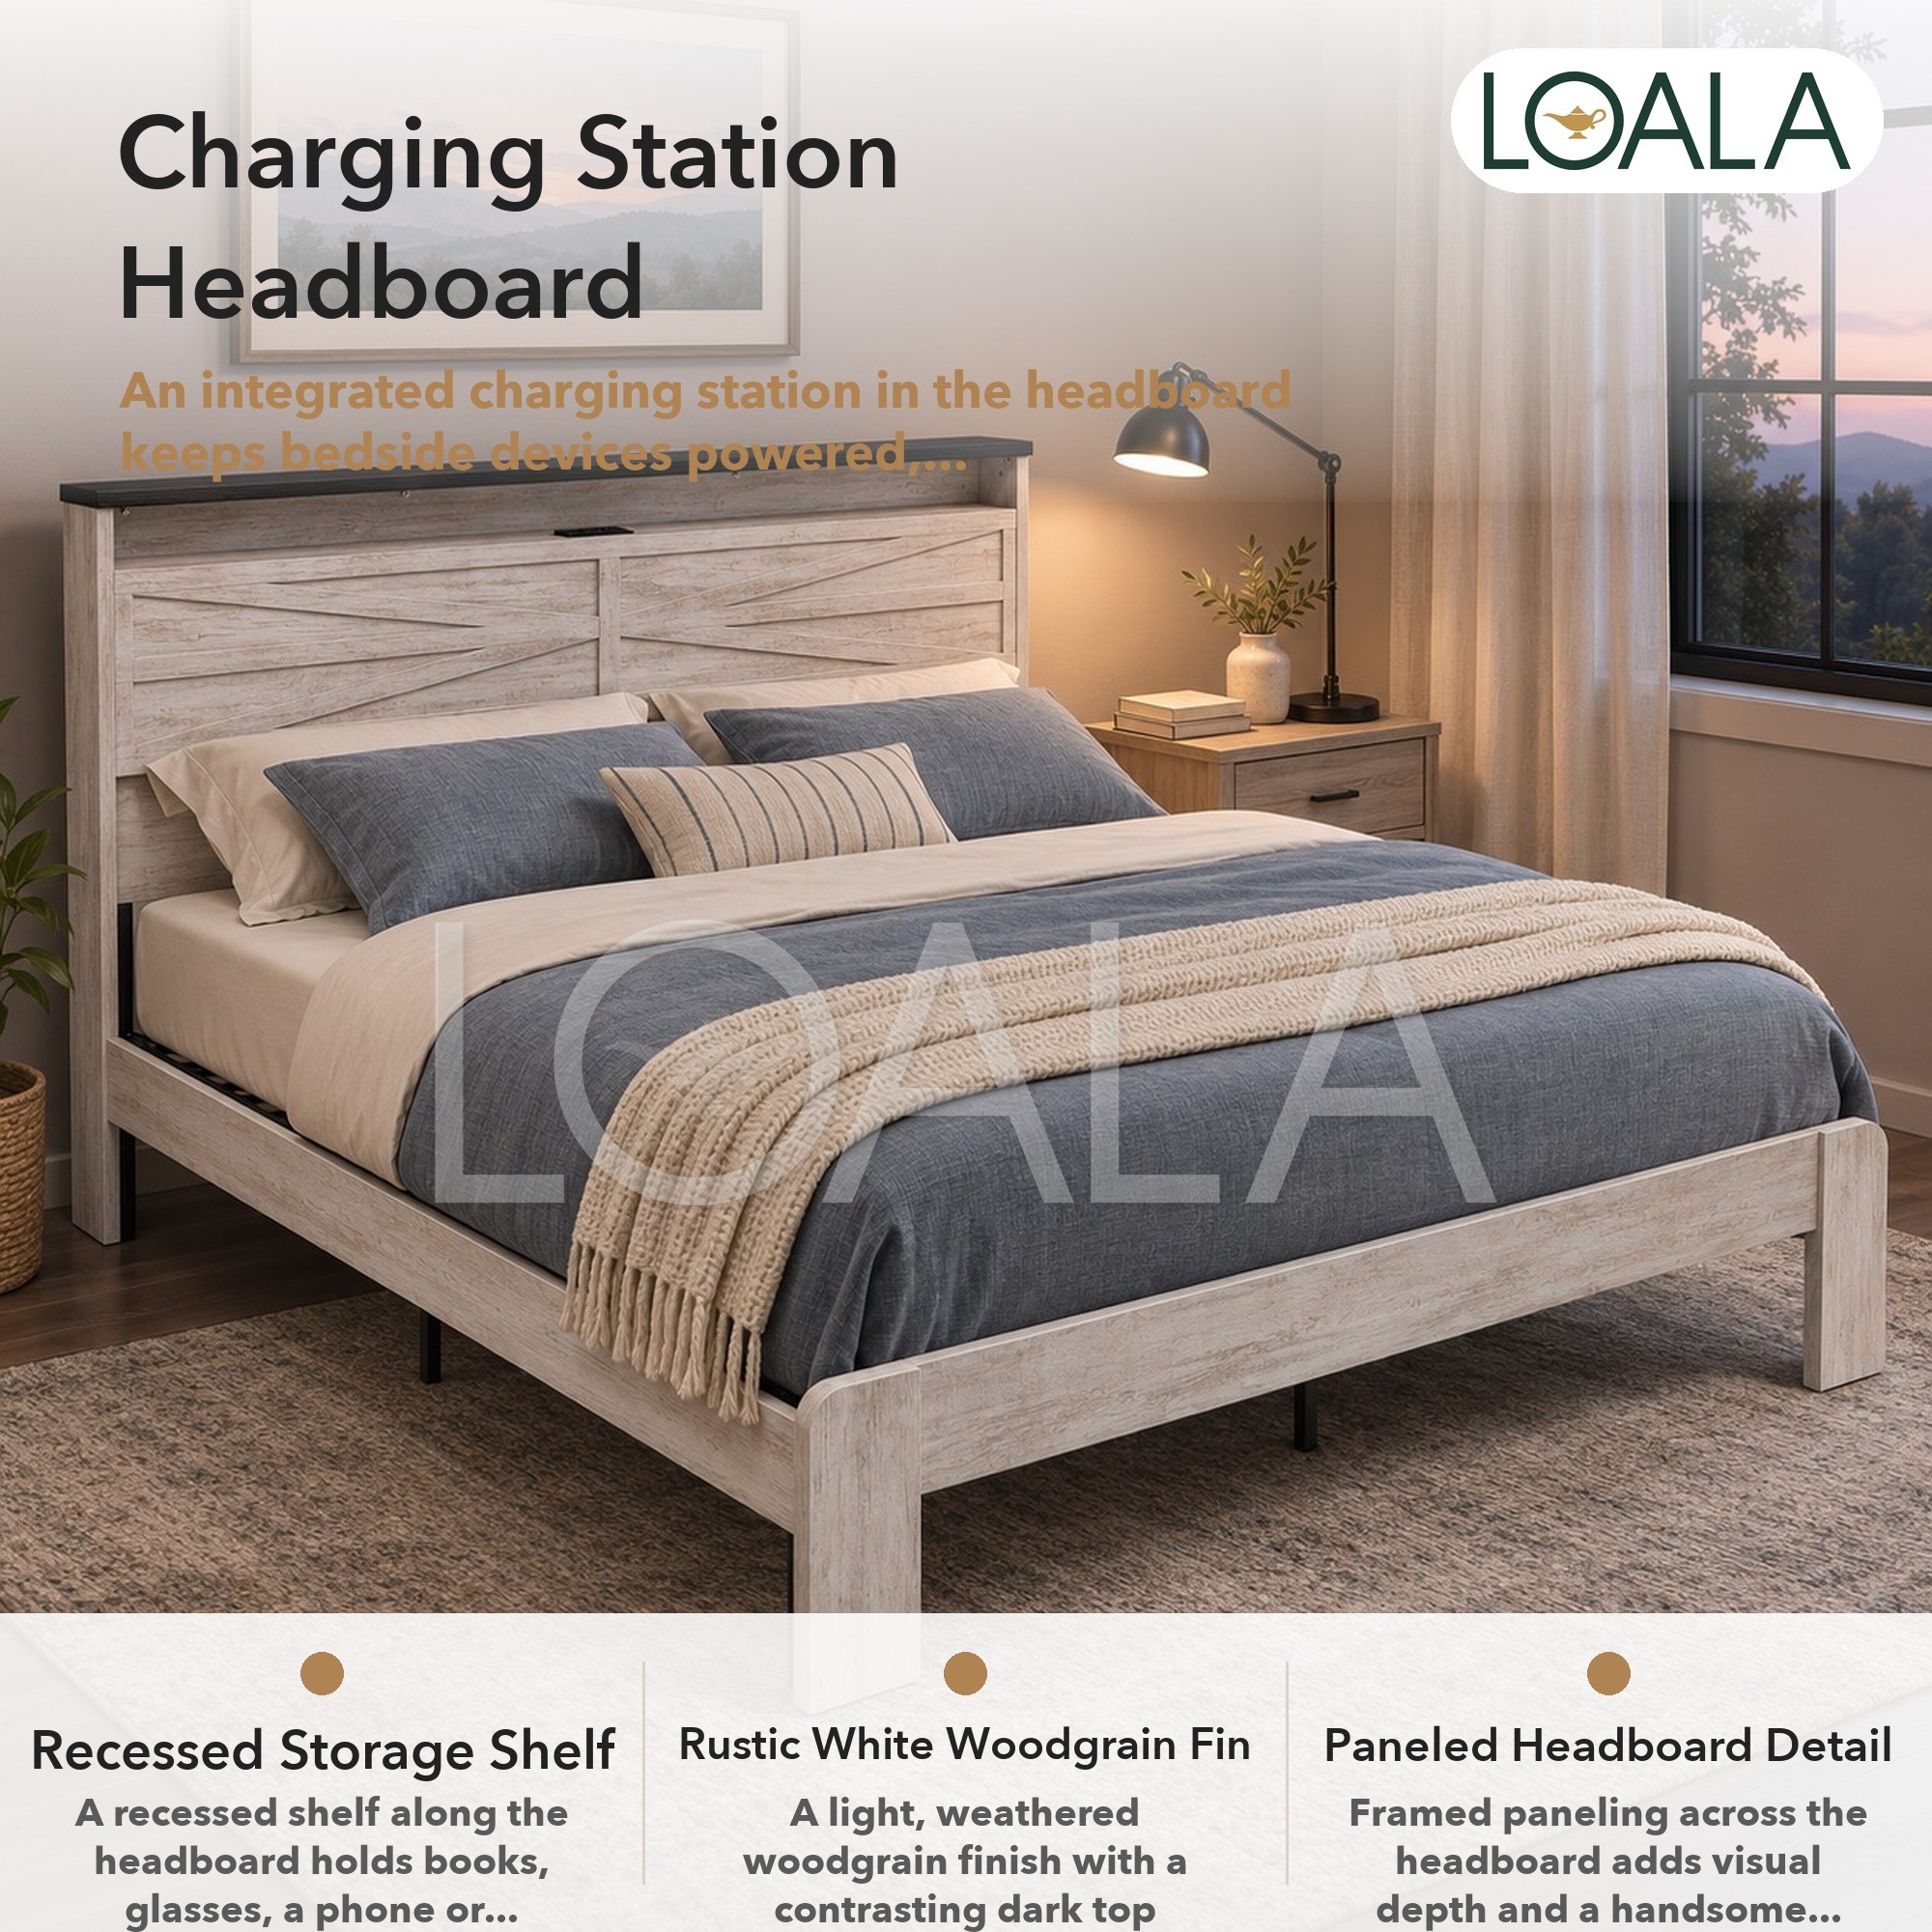 LOALA
Charging Station
Headboard
An integrated charging station in the headboard
keeps bedside devices powered,...
LOALA
Recessed Storage Shelf
A recessed shelf along the
headboard holds books,
glasses, a phone or...
Rustic White Woodgrain Fin
A light, weathered
woodgrain finish with a
contrasting dark top
Paneled Headboard Detail
Framed paneling across the
headboard adds visual
depth and a handsome...